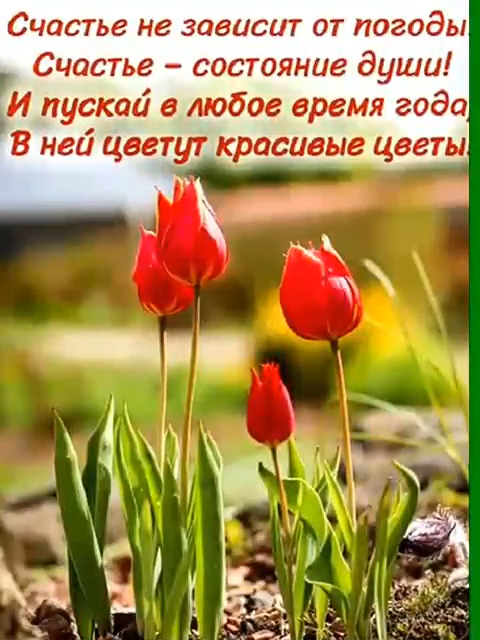 Счастье не зависит от погоды.
Счастье – состояние души!
И пускай в любое время года,
В ней цветут красивые цветы.